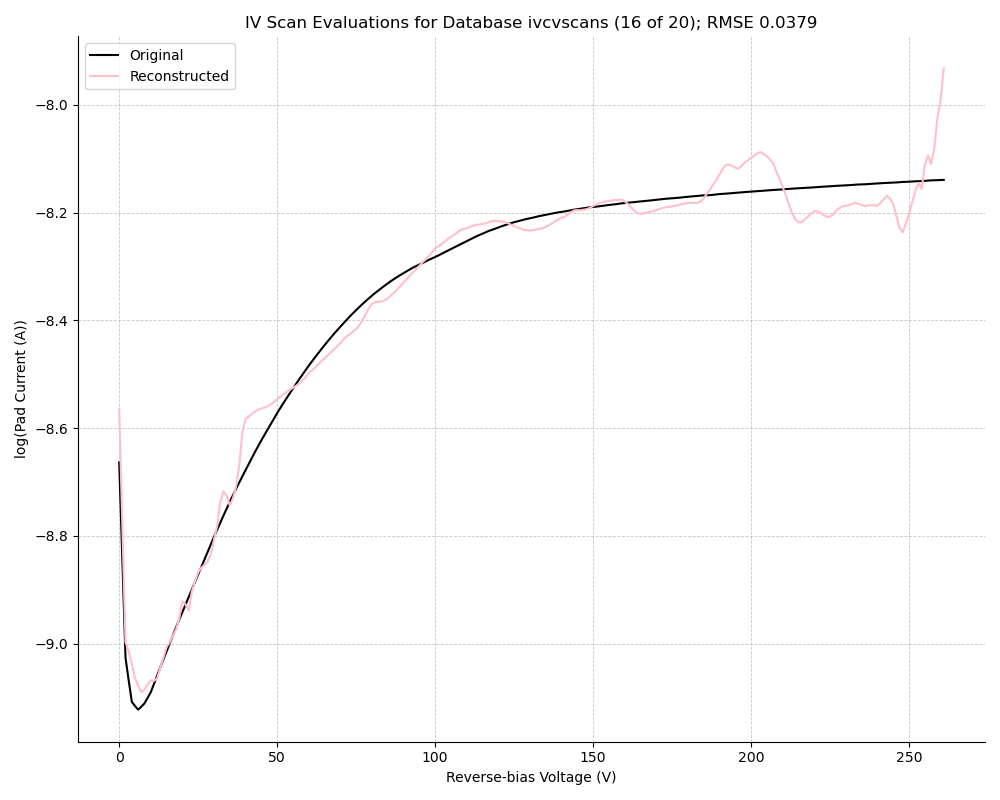 IV Scan Evaluations for Database ivcvscans (16 of 20); RMSE 0.0379
Original
Reconstructed
−8.0
−8.2
−8.4
−8.6
−8.8
−9.0
log(Pad Current (A))
0
50
100
150
200
250
Reverse-bias Voltage (V)